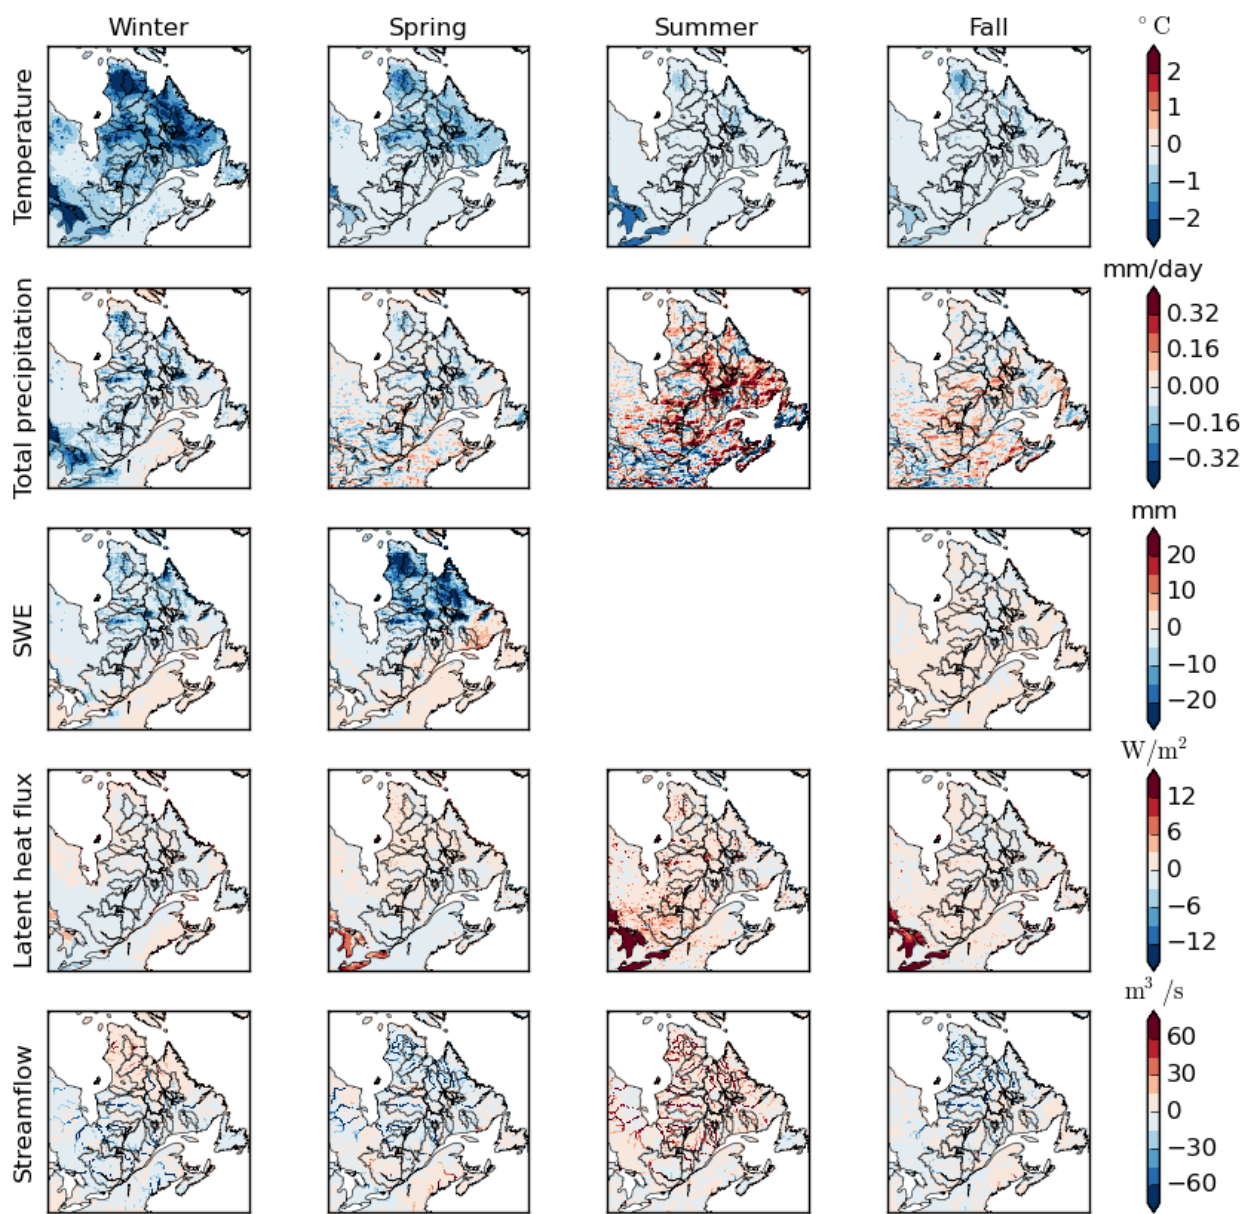 Winter Spring Summer Fall °C
Temperature
2
1
0
−1
−2
mm/day
Total precipitation
0.32
0.16
0.00
−0.16
−0.32
mm
SWE
20
10
0
−10
−20
W/m²
Latent heat flux
12
6
0
−6
−12
m³ /s
Streamflow
60
30
0
−30
−60